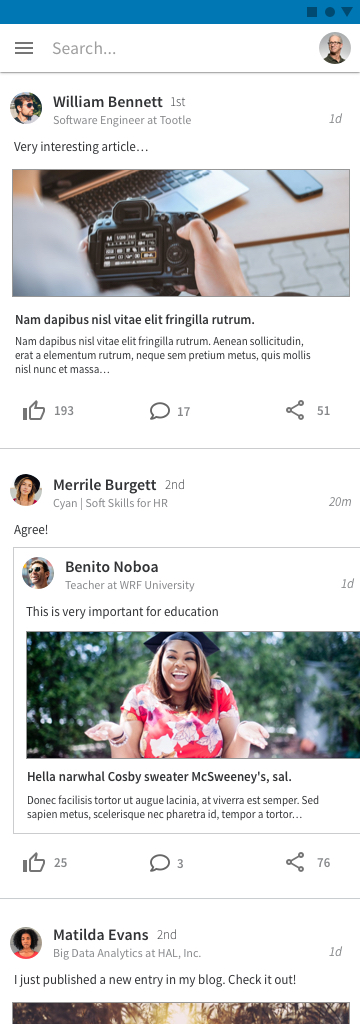 Search...
William Bennett 1st
Software Engineer at Tootle
1d
Very interesting article…
Nam dapibus nisl vitae elit fringilla rutrum.
Nam dapibus nisl vitae elit fringilla rutrum. Aenean sollicitudin,
erat a elementum rutrum, neque sem pretium metus, quis mollis
nisl nunc et massa…
193
17
51
Merrile Burgett 2nd
Cyan | Soft Skills for HR
20m
Agree!
Benito Noboa
Teacher at WRF University
1d
This is very important for education
Hella narwhal Cosby sweater McSweeney's, sal.
Donec facilisis tortor ut augue lacinia, at viverra est semper. Sed
sapien metus, scelerisque nec pharetra id, tempor a tortor…
25
3
76
Matilda Evans 2nd
Big Data Analytics at HAL, Inc.
1d
I just published a new entry in my blog. Check it out!